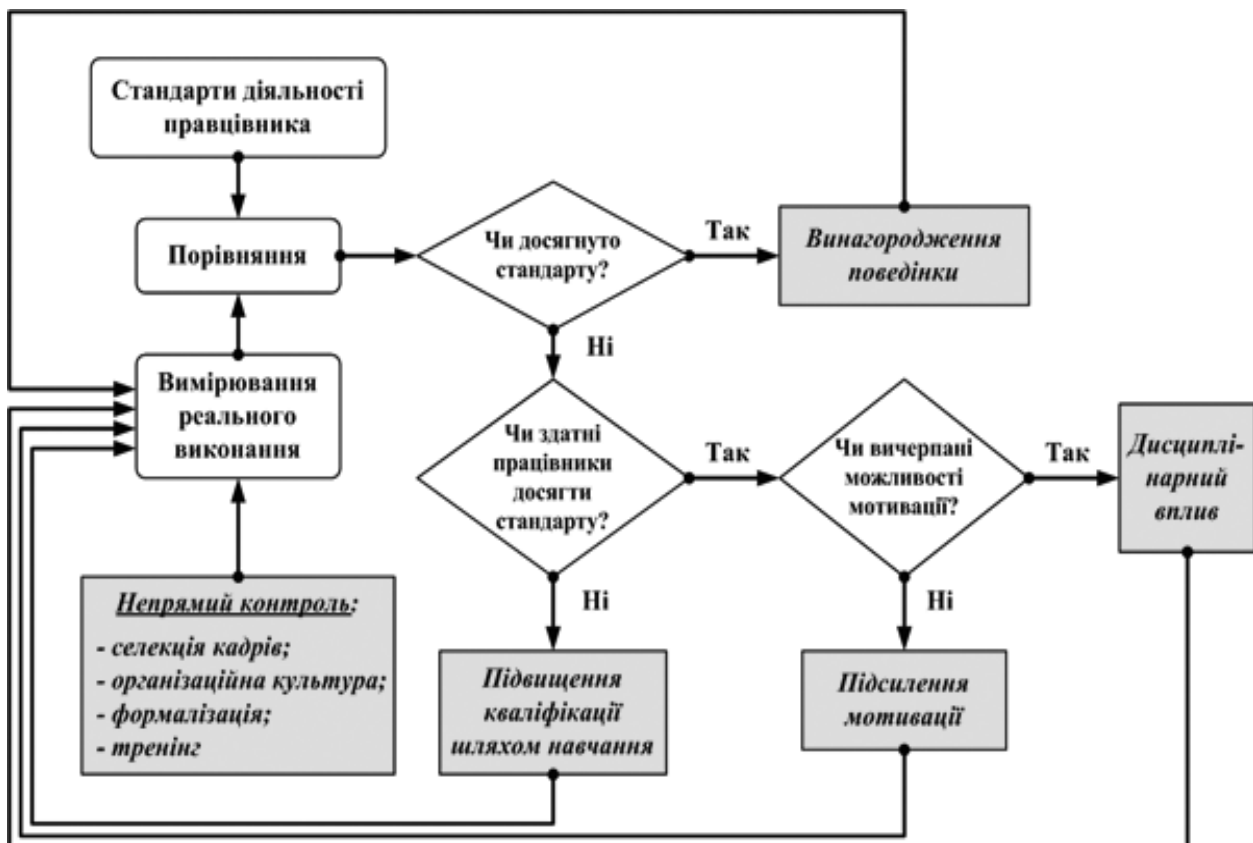 Стандарти діяльності
правцівника
Порівняння
Чи досягнуто
стандарту?
Так
Винагородження
поведінки
Ні
Вимірювання
реального
виконання
Чи здатні
працівники
досягти
стандарту?
Так
Чи вичерпані
можливості
мотивації?
Так
Дисциплі-
нарний
вплив
Непрямий контроль:
- селекція кадрів;
- організаційна культура;
- формалізація;
- тренінг
Ні
Підвищення
кваліфікації
шляхом навчання
Ні
Підсилення
мотивації